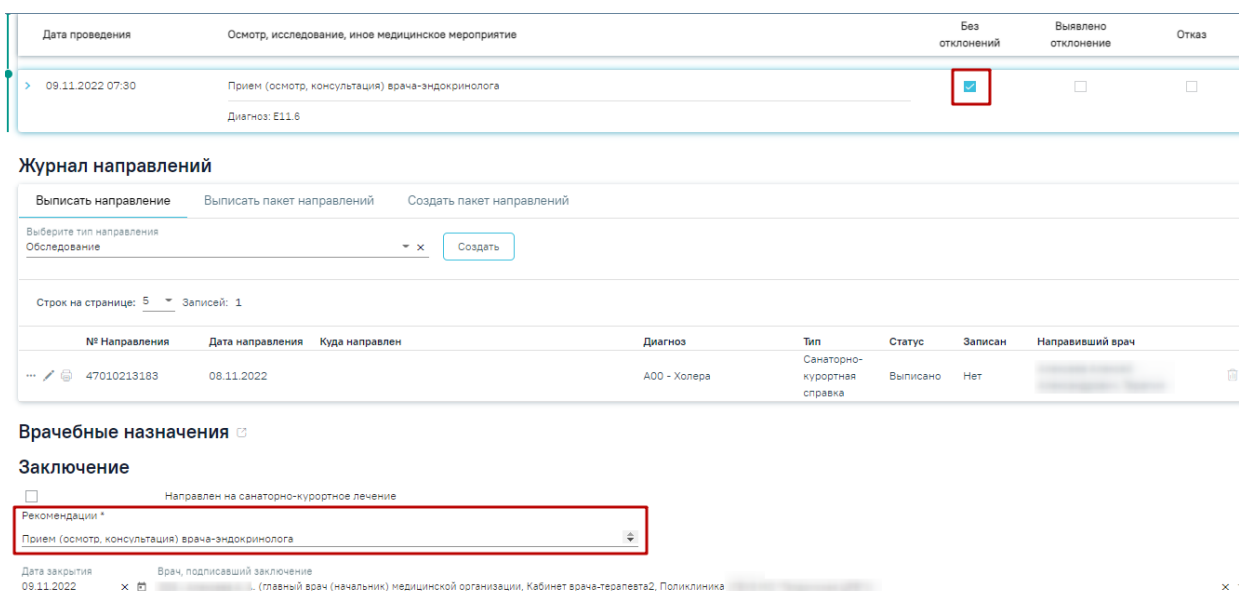 Дата проведения Осмотр, исследование, иное медицинское мероприятие Без отклонений Выявлено отклонение Отказ
09.11.2022 07:30 Прием (осмотр, консультация) врача-эндокринолога
Диагноз: E11.6
Журнал направлений
Выписать направление Выписать пакет направлений Создать пакет направлений
Выберите тип направления
Обследование Создать
Строк на странице: 5 Записей: 1
№ Направления Дата направления Куда направлен Диагноз Тип Статус Записан Направивший врач
47010213183 08.11.2022 A00 - Холера Санаторно-курортная справка Выписано Нет
Врачебные назначения
Заключение
Направлен на санаторно-курортное лечение
Рекомендации *
Прием (осмотр, консультация) врача-эндокринолога
Дата закрытия Врач, подписавший заключение
09.11.2022 (главный врач (начальник) медицинской организации, Кабинет врача-терапевта2, Поликлиника